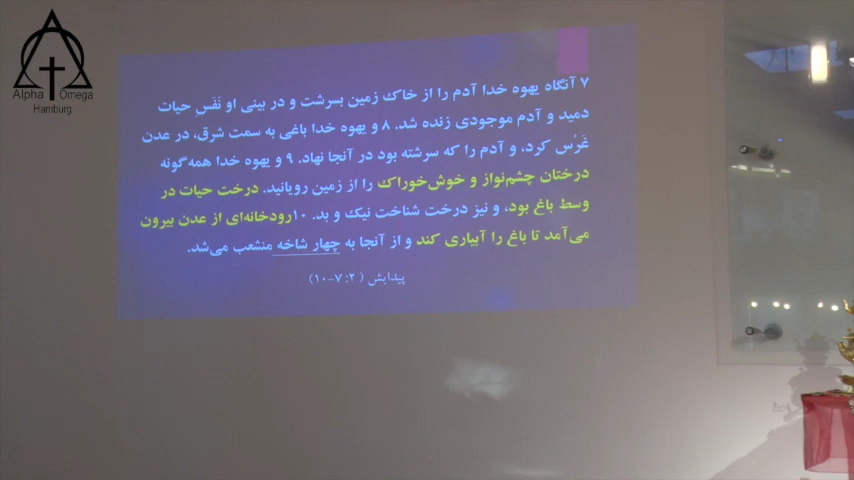 Alpha Omega
Hamburg
۷ آنگاه یهوه خدا آدم را از خاک زمین بسرشت و در بینی او نَفَسِ حیات
دمید و آدم موجودی زنده شد. ۸ و یهوه خدا باغی به سمت شرق، در عدن
غَرْس کرد، و آدم را که سرشته بود در آنجا نهاد. ۹ و یهوه خدا همه‌گونه
درختان چشم‌نواز و خوش‌خوراک را از زمین رویانید. درخت حیات در
وسط باغ بود، و نیز درخت شناخت نیک و بد. ۱۰رودخانه‌ای از عدن بیرون
می‌آمد تا باغ را آبیاری کند و از آنجا به چهار شاخه منشعب می‌شد.
پیدایش ( ۲: ۷-۱۰)